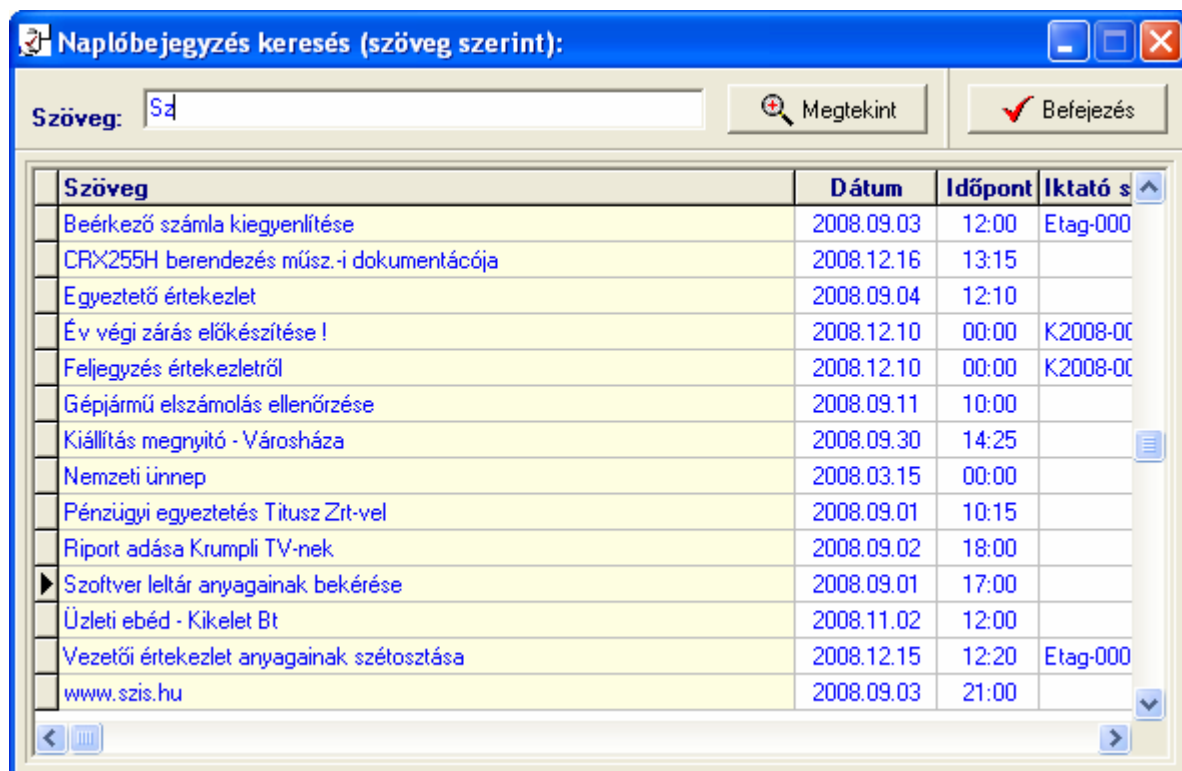 Naplóbejegyzés keresés (szöveg szerint):
Szöveg: Sz Megtekint Befejezés
Szöveg Dátum Időpont Iktató s
Beérkező számla kiegyenlítése 2008.09.03 12:00 Etag-000
CRX255H berendezés műsz.-i dokumentácója 2008.12.16 13:15
Egyeztető értekezlet 2008.09.04 12:10
Év végi zárás előkészítése ! 2008.12.10 00:00 K2008-00
Feljegyzés értekezletről 2008.12.10 00:00 K2008-00
Gépjármű elszámolás ellenőrzése 2008.09.11 10:00
Kiállítás megnyitó - Városháza 2008.09.30 14:25
Nemzeti ünnep 2008.03.15 00:00
Pénzügyi egyeztetés Titusz Zrt-vel 2008.09.01 10:15
Riport adása Krumpli TV-nek 2008.09.02 18:00
Szoftver leltár anyagainak bekérése 2008.09.01 17:00
Üzleti ebéd - Kikelet Bt 2008.11.02 12:00
Vezetői értekezlet anyagainak szétosztása 2008.12.15 12:20 Etag-000
www.szis.hu 2008.09.03 21:00